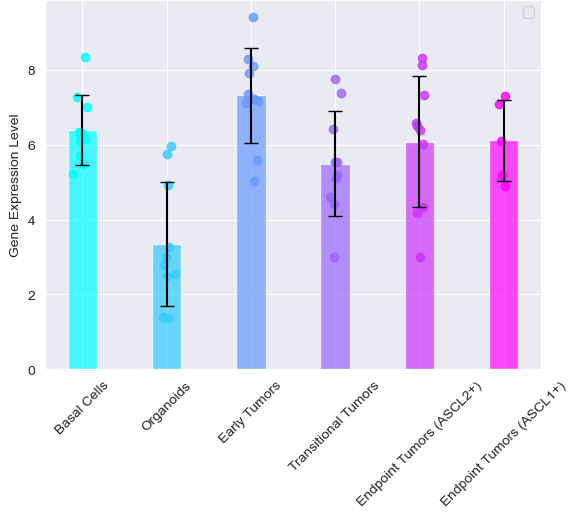 Gene Expression Level
8
6
4
2
0
Basal Cells
Organoids
Early Tumors
Transitional Tumors
Endpoint Tumors (ASCL2+)
Endpoint Tumors (ASCL1+)